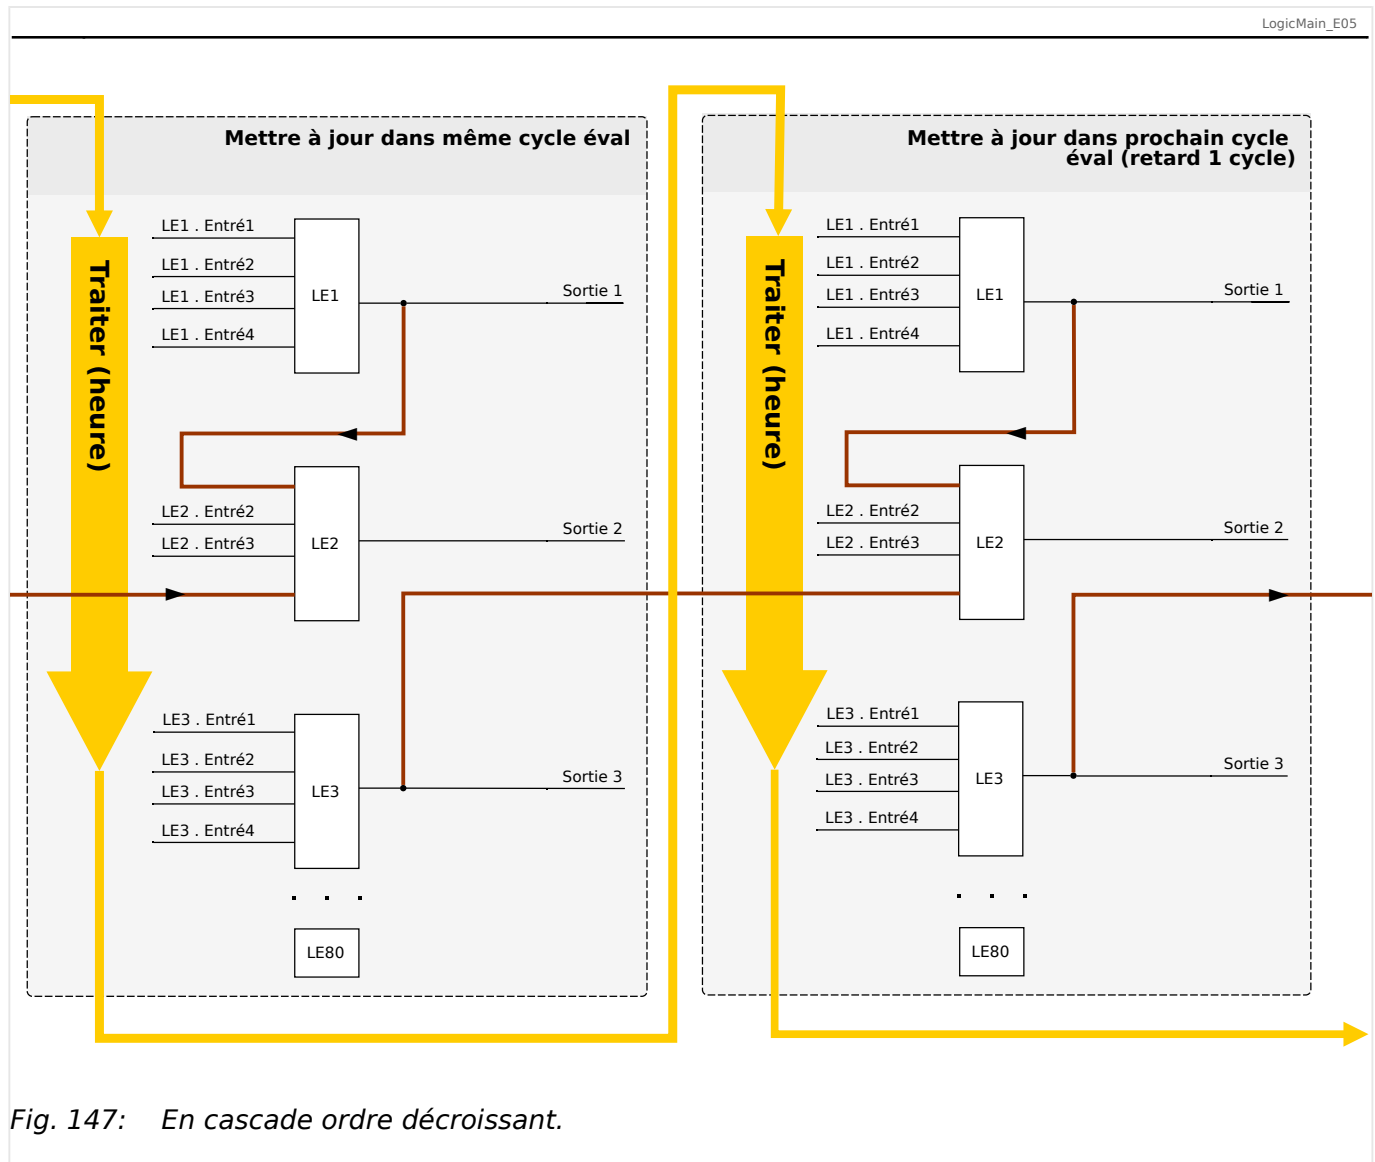 LogicMain_E05
Mettre à jour dans même cycle éval
Traiter (heure)
LE1 . Entré1
LE1 . Entré2
LE1 . Entré3
LE1 . Entré4
LE1
Sortie 1
LE2 . Entré2
LE2 . Entré3
LE2
Sortie 2
LE3 . Entré1
LE3 . Entré2
LE3 . Entré3
LE3 . Entré4
LE3
Sortie 3
. . .
LE80
Mettre à jour dans prochain cycle
éval (retard 1 cycle)
Traiter (heure)
LE1 . Entré1
LE1 . Entré2
LE1 . Entré3
LE1 . Entré4
LE1
Sortie 1
LE2 . Entré2
LE2 . Entré3
LE2
Sortie 2
LE3 . Entré1
LE3 . Entré2
LE3 . Entré3
LE3 . Entré4
LE3
Sortie 3
. . .
LE80
Fig. 147: En cascade ordre décroissant.